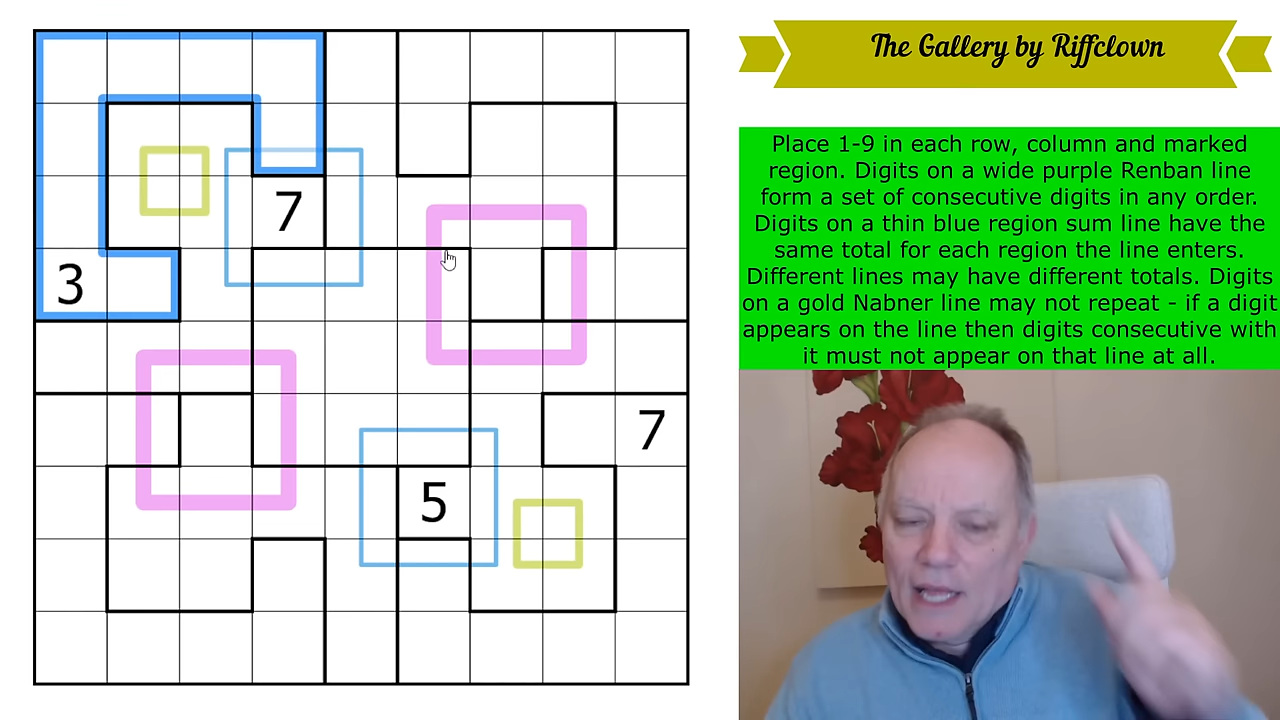 The Gallery by Riffclown
Place 1-9 in each row, column and marked
region. Digits on a wide purple Renban line
form a set of consecutive digits in any order.
Digits on a thin blue region sum line have the
same total for each region the line enters.
Different lines may have different totals. Digits
on a gold Nabner line may not repeat - if a digit
appears on the line then digits consecutive with
it must not appear on that line at all.
7
3
7
5